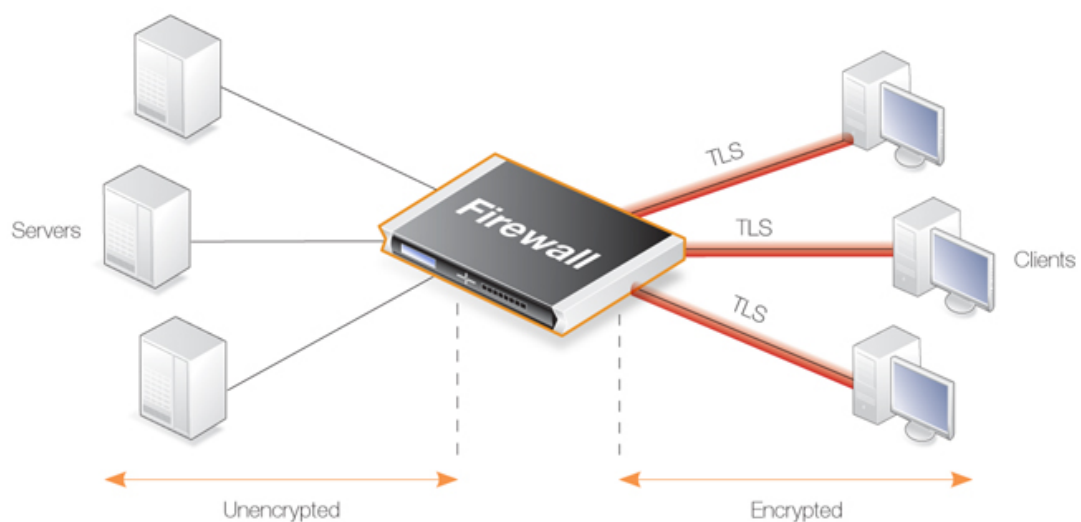 TLS
Firewall
TLS
Servers
Clients
TLS
Unencrypted
Encrypted